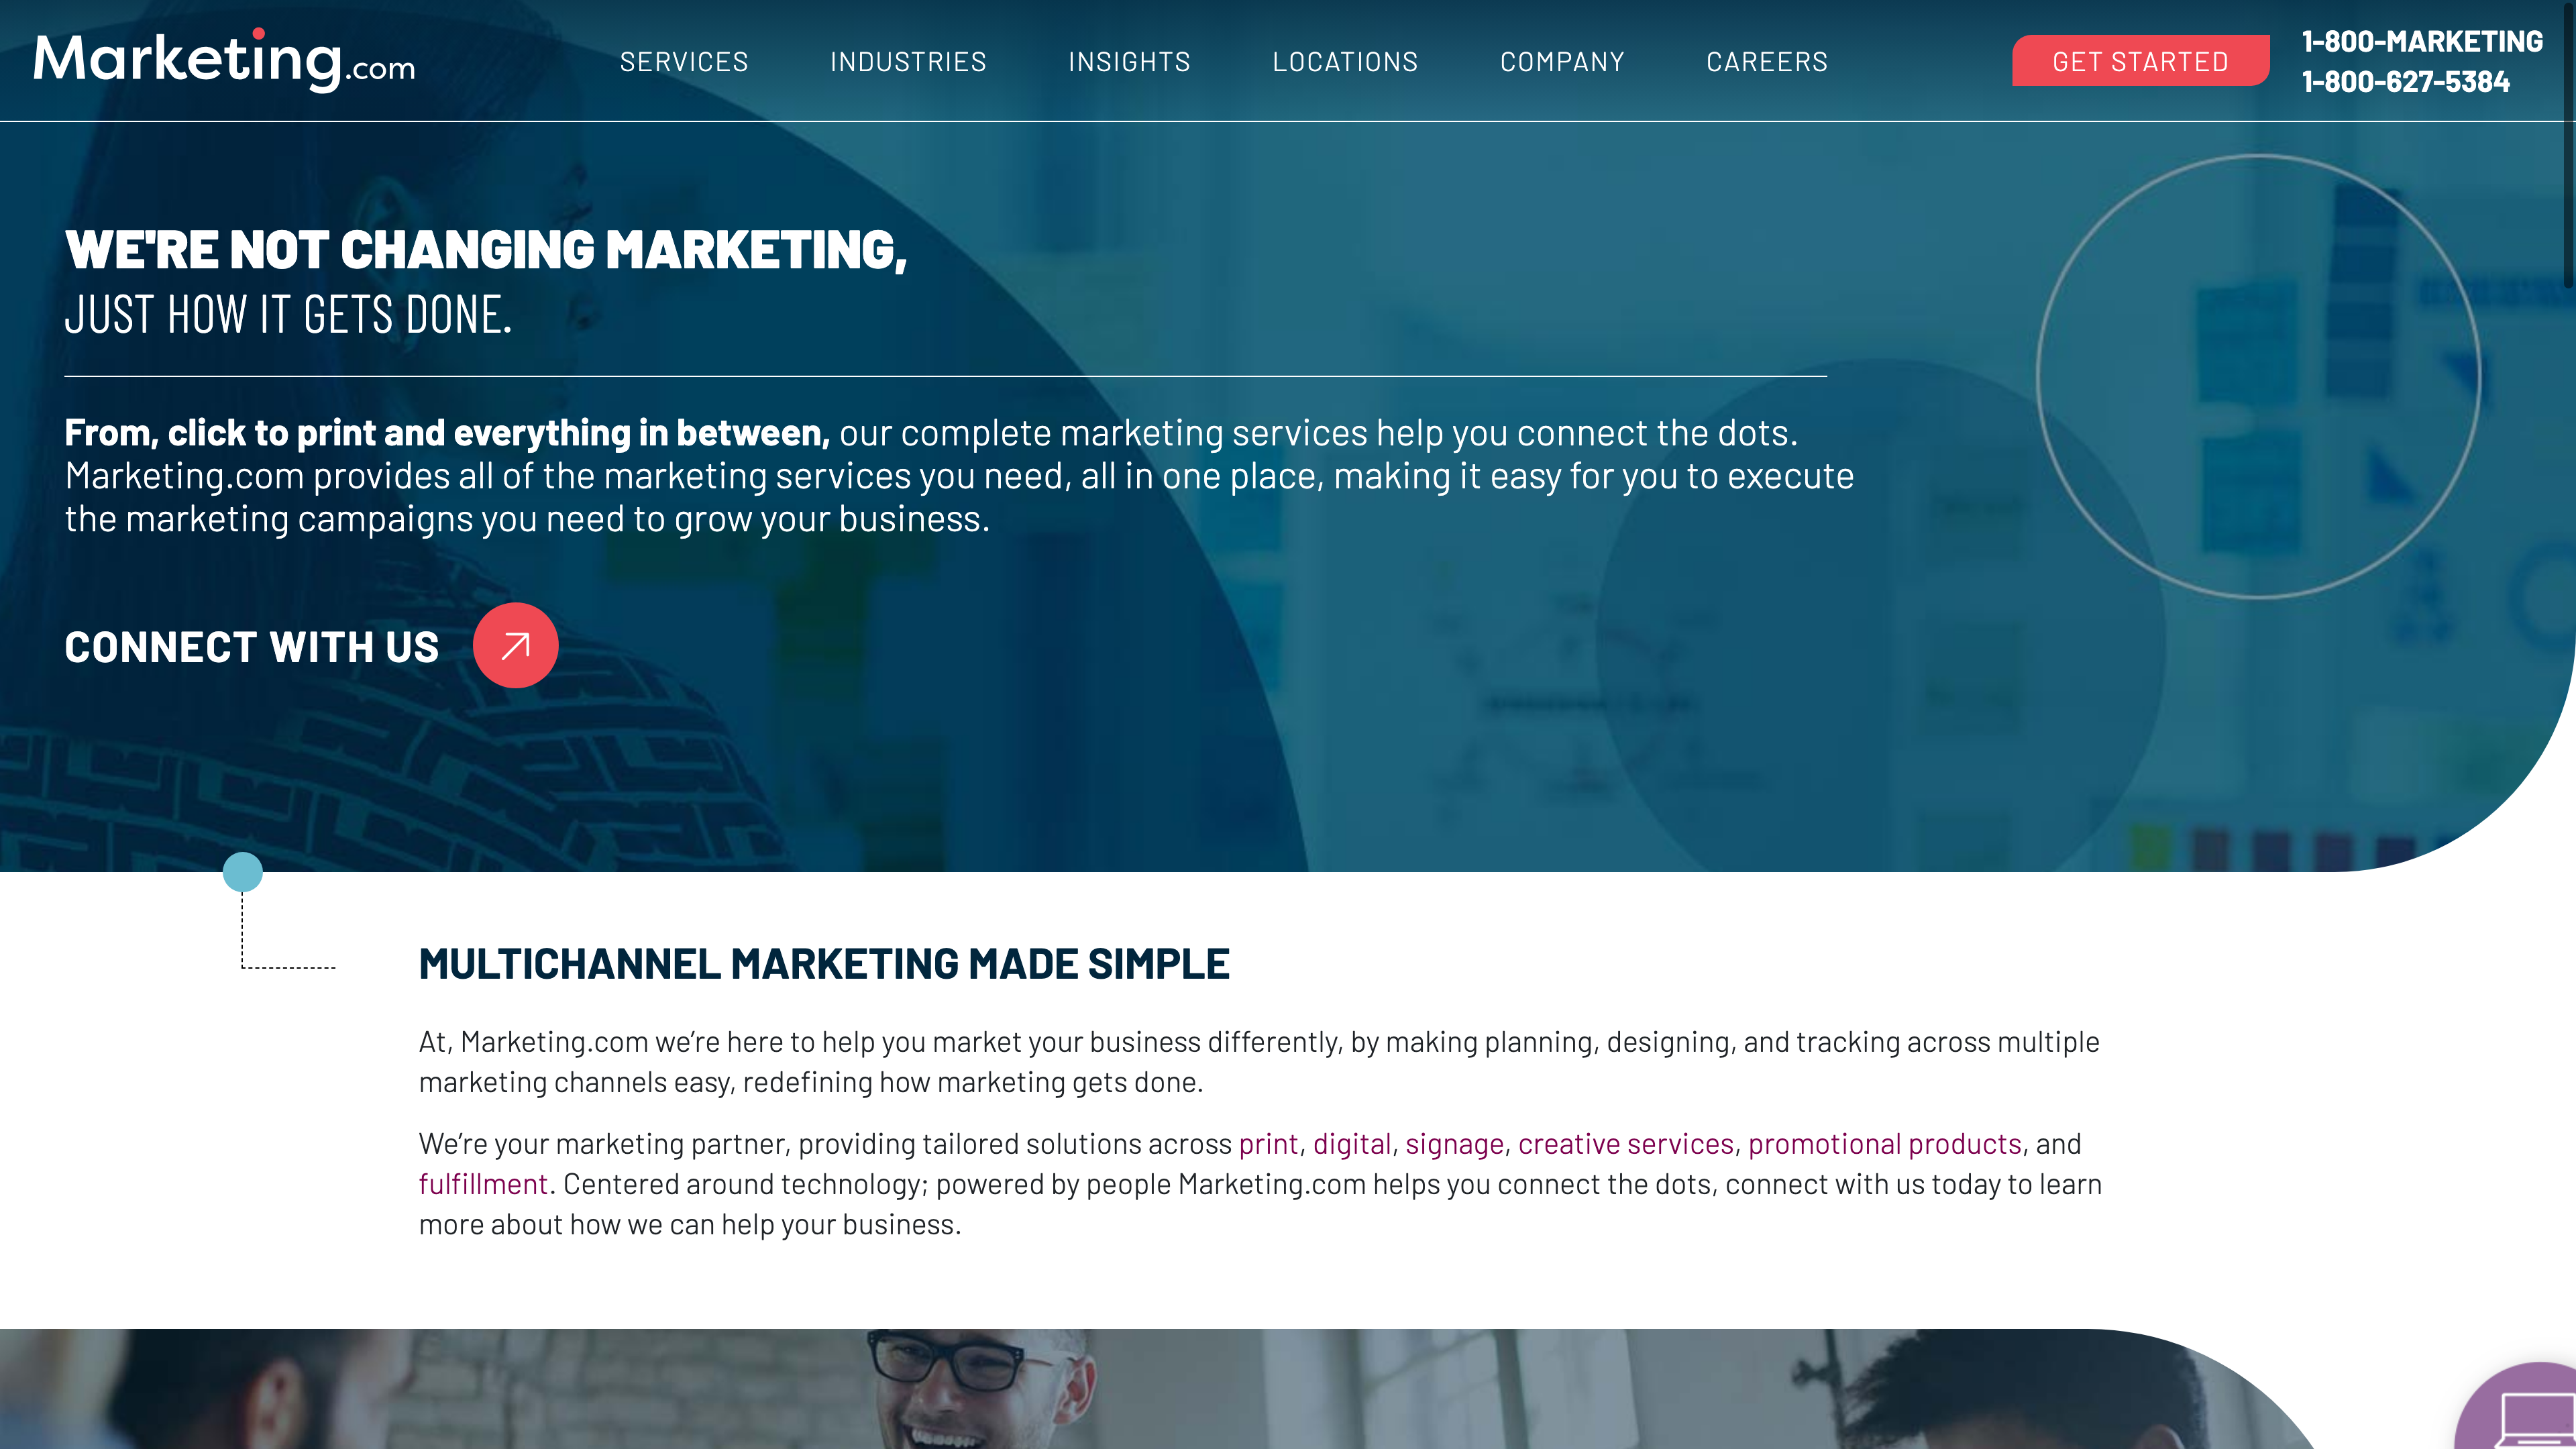 Marketing.com
SERVICES
INDUSTRIES
INSIGHTS
LOCATIONS
COMPANY
CAREERS
GET STARTED
1-800-MARKETING
1-800-627-5384
WE'RE NOT CHANGING MARKETING,
JUST HOW IT GETS DONE.
From, click to print and everything in between, our complete marketing services help you connect the dots.
Marketing.com provides all of the marketing services you need, all in one place, making it easy for you to execute
the marketing campaigns you need to grow your business.
CONNECT WITH US
MULTICHANNEL MARKETING MADE SIMPLE
At, Marketing.com we’re here to help you market your business differently, by making planning, designing, and tracking across multiple
marketing channels easy, redefining how marketing gets done.
We’re your marketing partner, providing tailored solutions across print, digital, signage, creative services, promotional products, and
fulfillment. Centered around technology; powered by people Marketing.com helps you connect the dots, connect with us today to learn
more about how we can help your business.